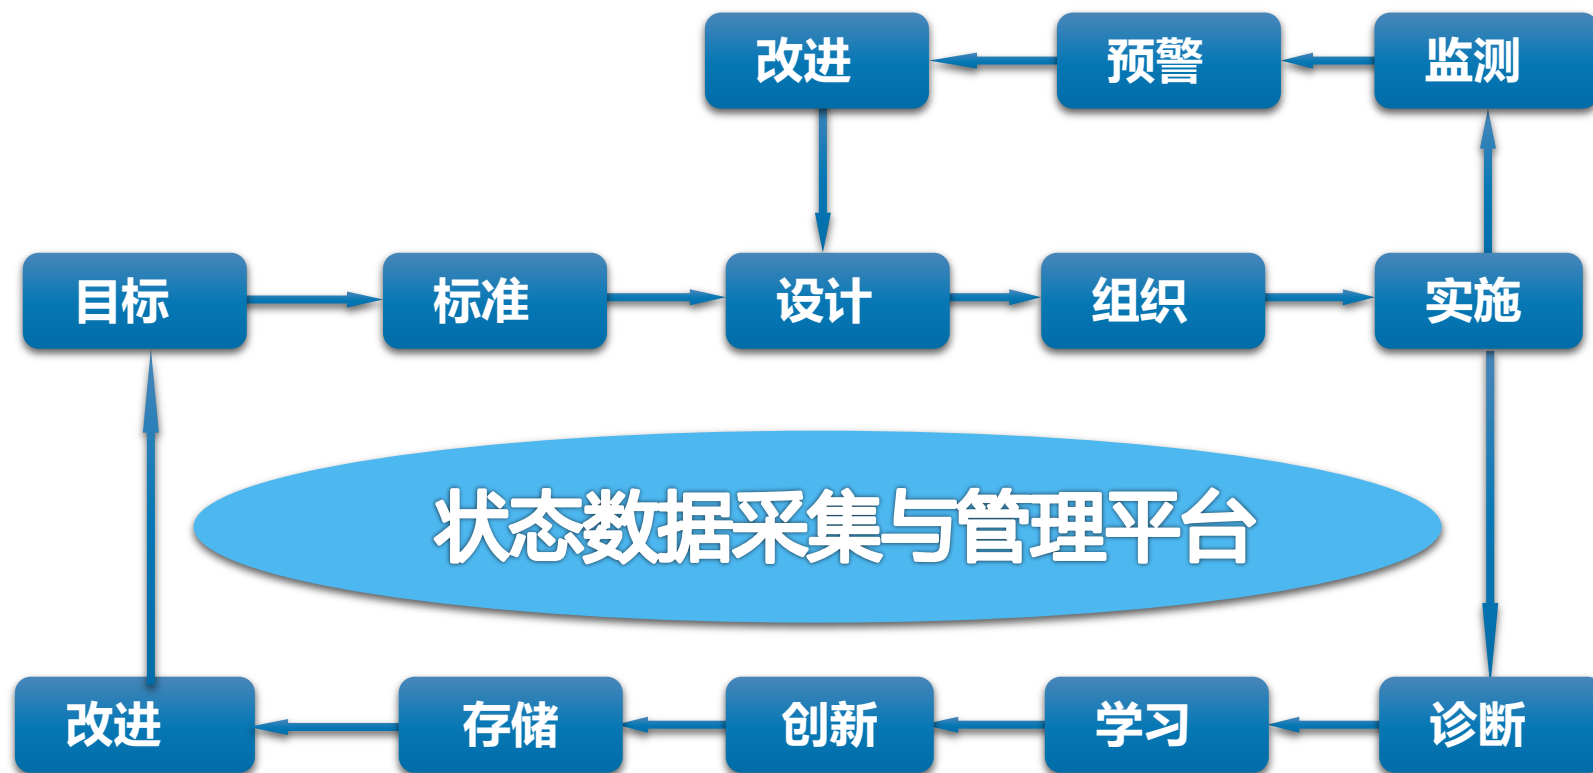 改进 预警 监测
目标 标准 设计 组织 实施
状态数据采集与管理平台
改进 存储 创新 学习 诊断